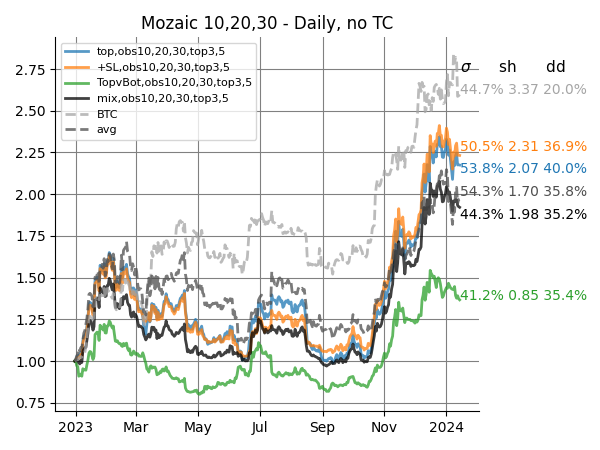 Mozaic 10,20,30 - Daily, no TC
top,obs10,20,30,top3,5
+SL,obs10,20,30,top3,5
TopvBot,obs10,20,30,top3,5
mix,obs10,20,30,top3,5
BTC
avg
σ sh dd
44.7% 3.37 20.0%
50.5% 2.31 36.9%
53.8% 2.07 40.0%
54.3% 1.70 35.8%
44.3% 1.98 35.2%
41.2% 0.85 35.4%
2.75
2.50
2.25
2.00
1.75
1.50
1.25
1.00
0.75
2023 Mar May Jul Sep Nov 2024